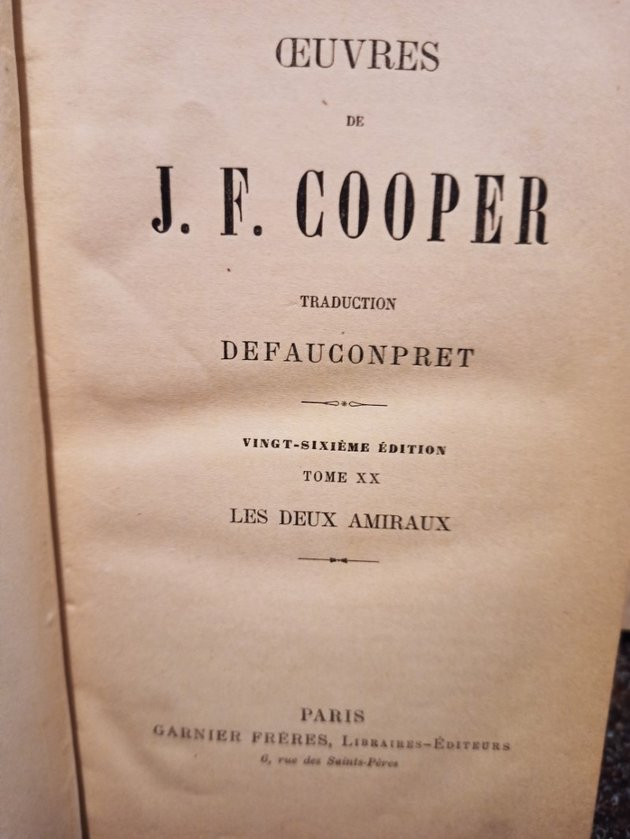 ŒUVRES
DE
J. F. COOPER
TRADUCTION
DEFAUCONPRET
VINGT-SIXIÈME ÉDITION
TOME XX
LES DEUX AMIRAUX
PARIS
GARNIER FRÈRES, LIBRAIRES-ÉDITEURS
6, rue des Saints-Pères